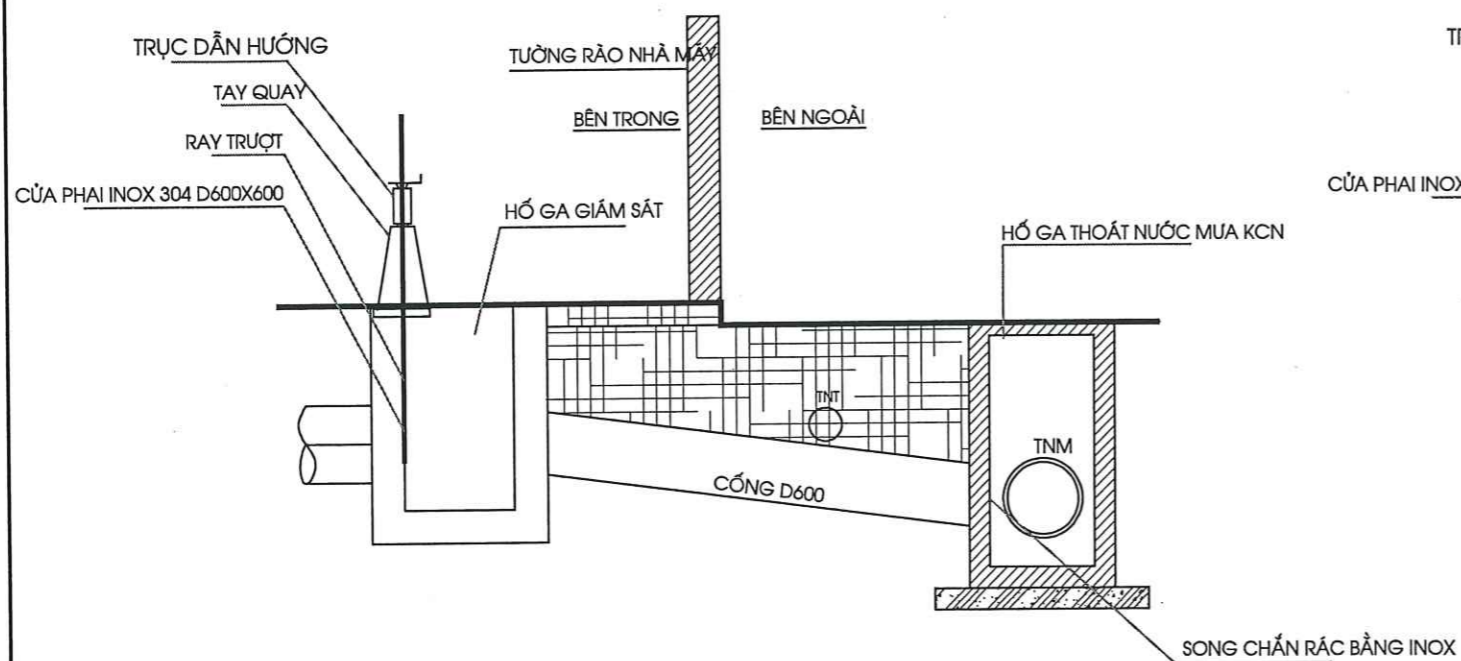 TRỤC DẪN HƯỚNG
TƯỜNG RÀO NHÀ MÁY
TAY QUAY
BÊN TRONG
BÊN NGOÀI
RAY TRƯỢT
CỬA PHAI INOX 304 D600X600
CỬA PHAI INOX
HỐ GA GIÁM SÁT
HỐ GA THOÁT NƯỚC MƯA KCN
TNT
TNM
CỐNG D600
SONG CHẮN RÁC BẰNG INOX